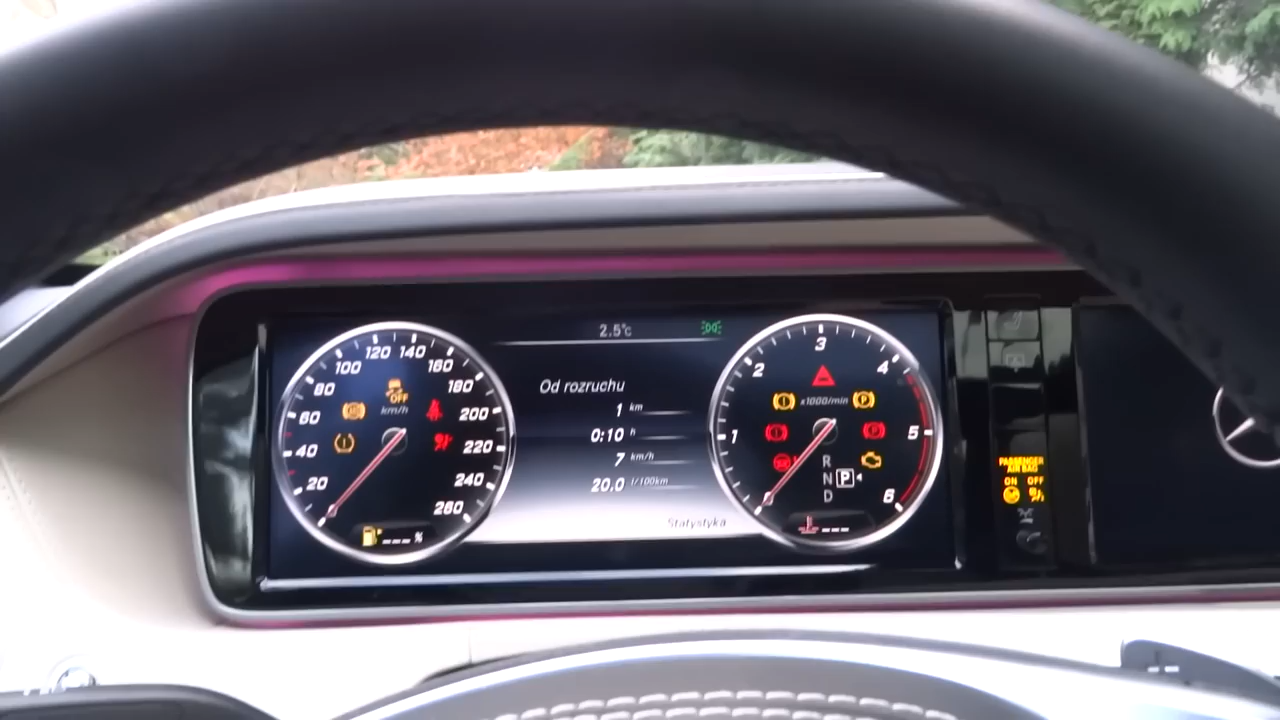 2.5°c
Od rozruchu
1 km
0:10 h
7 km/h
20,0 l/100km
Statystyka
20
40
60
80
100
120
140
160
180
200
220
240
260
OFF
km/h
--- %
1
2
3
4
5
6
x1000/min
P
R
N P
D
---
PASSENGER
AIR BAG
ON OFF